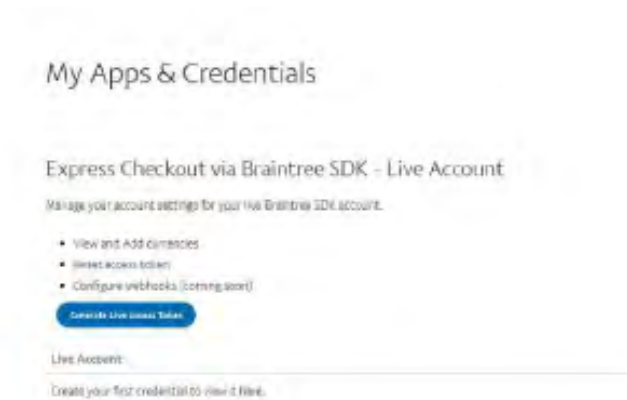 My Apps & Credentials
Express Checkout via Braintree SDK - Live Account
Manage your account settings for your live Braintree SDK account.
View and Add currencies
Reset access token
Configure webhooks (coming soon)
Generate Live Access Token
Live Account
Create your first credential to view it here.